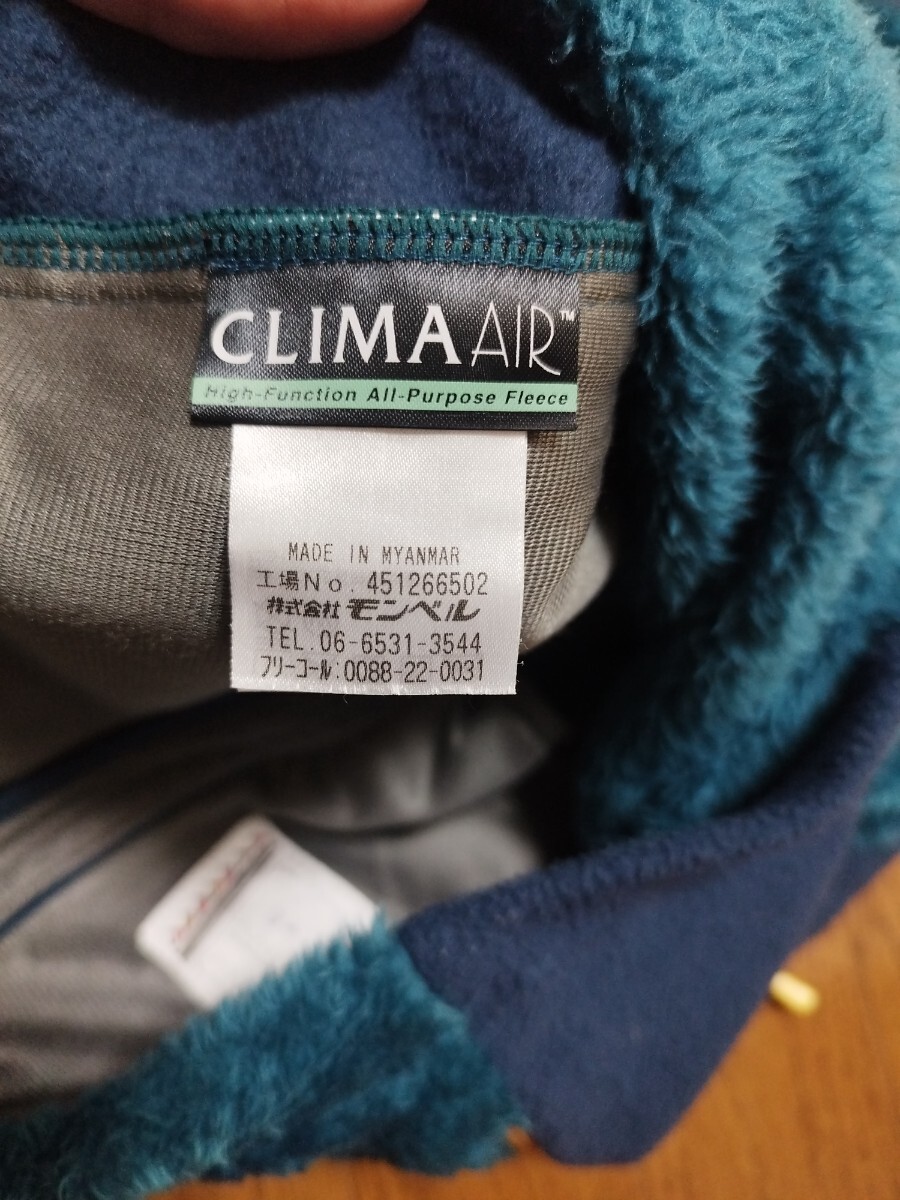 CLIMA AIR™
High-Function All-Purpose Fleece
MADE IN MYANMAR
工場No. 451266502
株式会社 モンベル
TEL.06-6531-3544
フリーコール:0088-22-0031